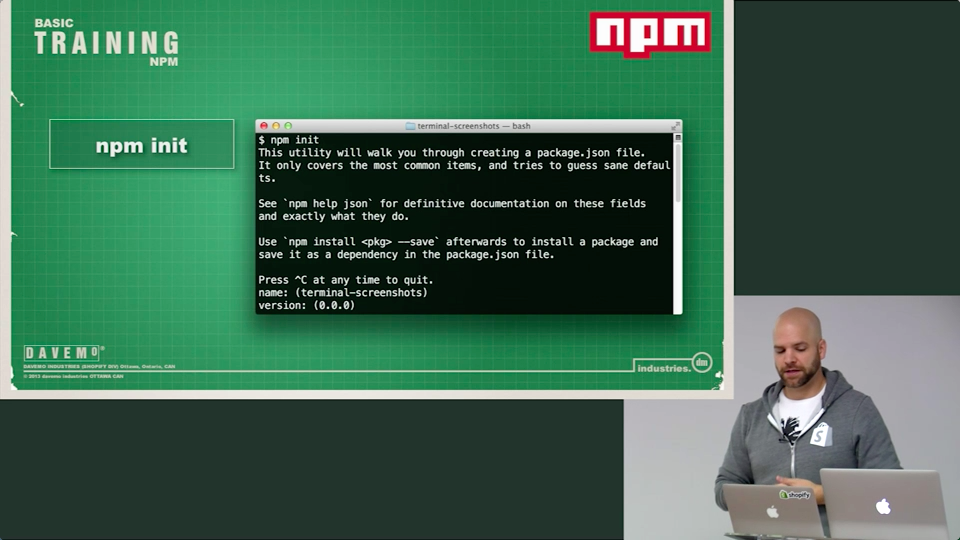 BASIC
TRAINING
NPM
npm
npm init
terminal-screenshots — bash
$ npm init
This utility will walk you through creating a package.json file.
It only covers the most common items, and tries to guess sane defaul
ts.
See `npm help json` for definitive documentation on these fields
and exactly what they do.
Use `npm install <pkg> --save` afterwards to install a package and
save it as a dependency in the package.json file.
Press ^C at any time to quit.
name: (terminal-screenshots)
version: (0.0.0)
DAVEMO®
DAVEMO INDUSTRIES (SHOPIFY DIV) Ottawa, Ontario, CAN
© 2013 davemo industries OTTAWA CAN
industries. dm
S
shopify